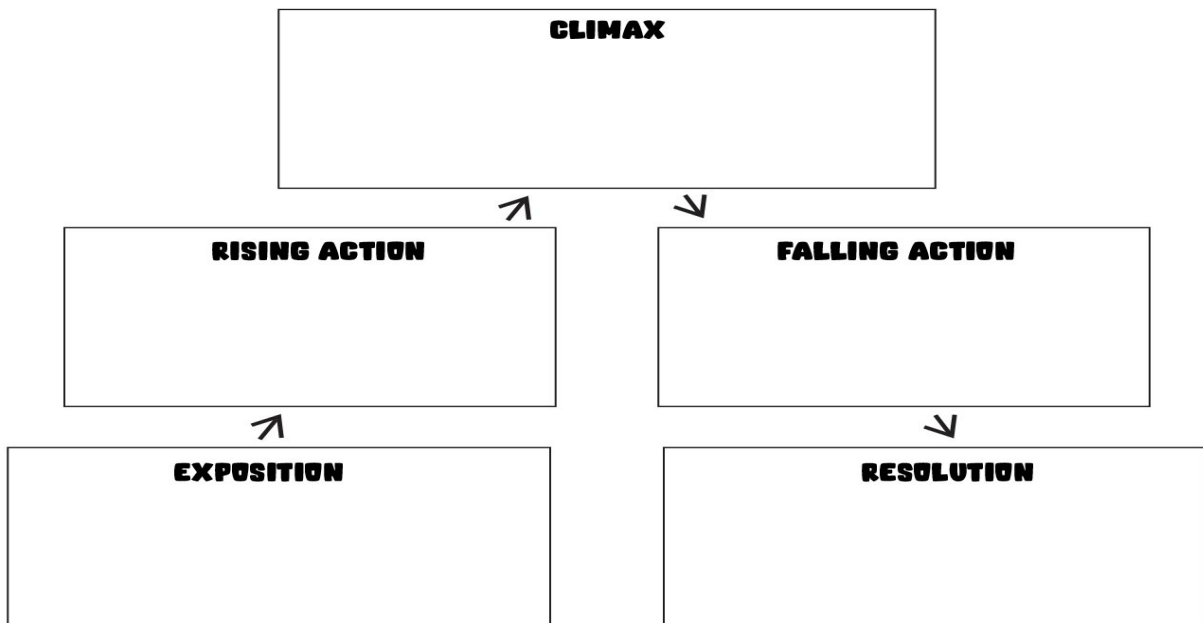 CLIMAX
RISING ACTION
FALLING ACTION
EXPOSITION
RESOLUTION